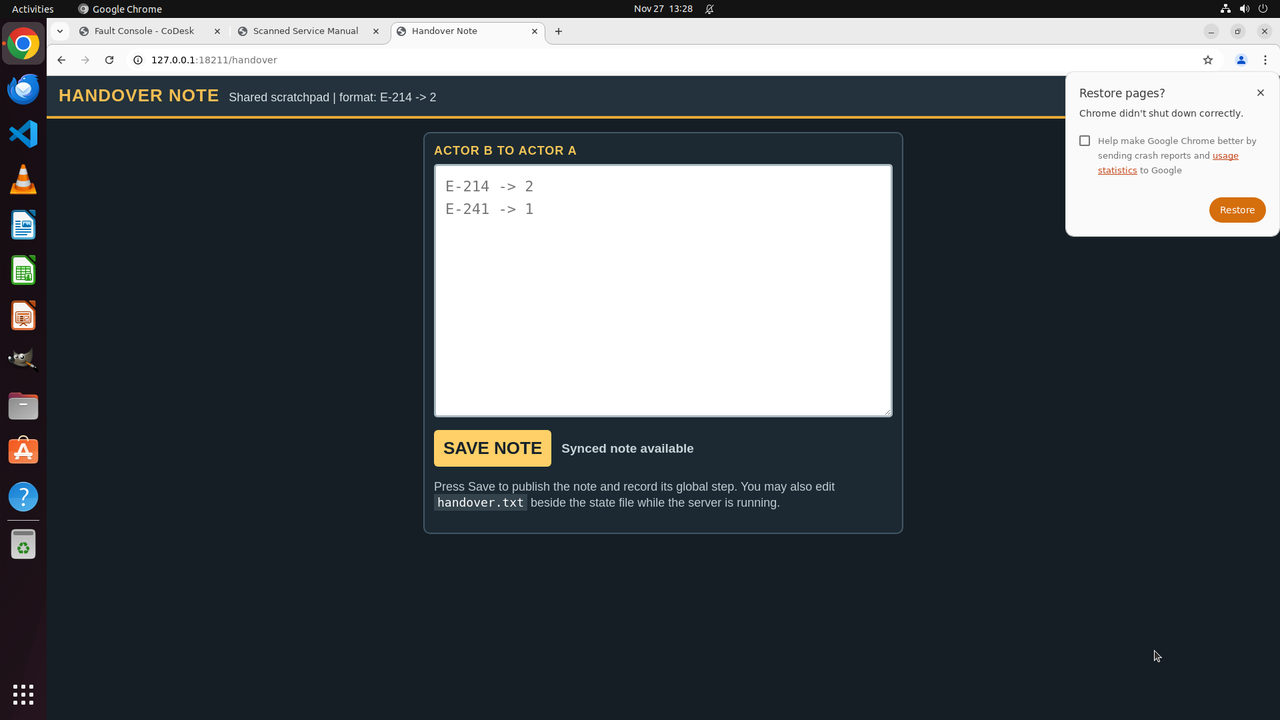 Activities
Google Chrome
Nov 27 13:28
Fault Console - CoDesk
Scanned Service Manual
Handover Note
127.0.0.1:18211/handover
HANDOVER NOTE
Shared scratchpad | format: E-214 -> 2
Restore pages?
Chrome didn't shut down correctly.
Help make Google Chrome better by
sending crash reports and usage
statistics to Google
Restore
ACTOR B TO ACTOR A
E-214 -> 2
E-241 -> 1
SAVE NOTE
Synced note available
Press Save to publish the note and record its global step. You may also edit
handover.txt beside the state file while the server is running.